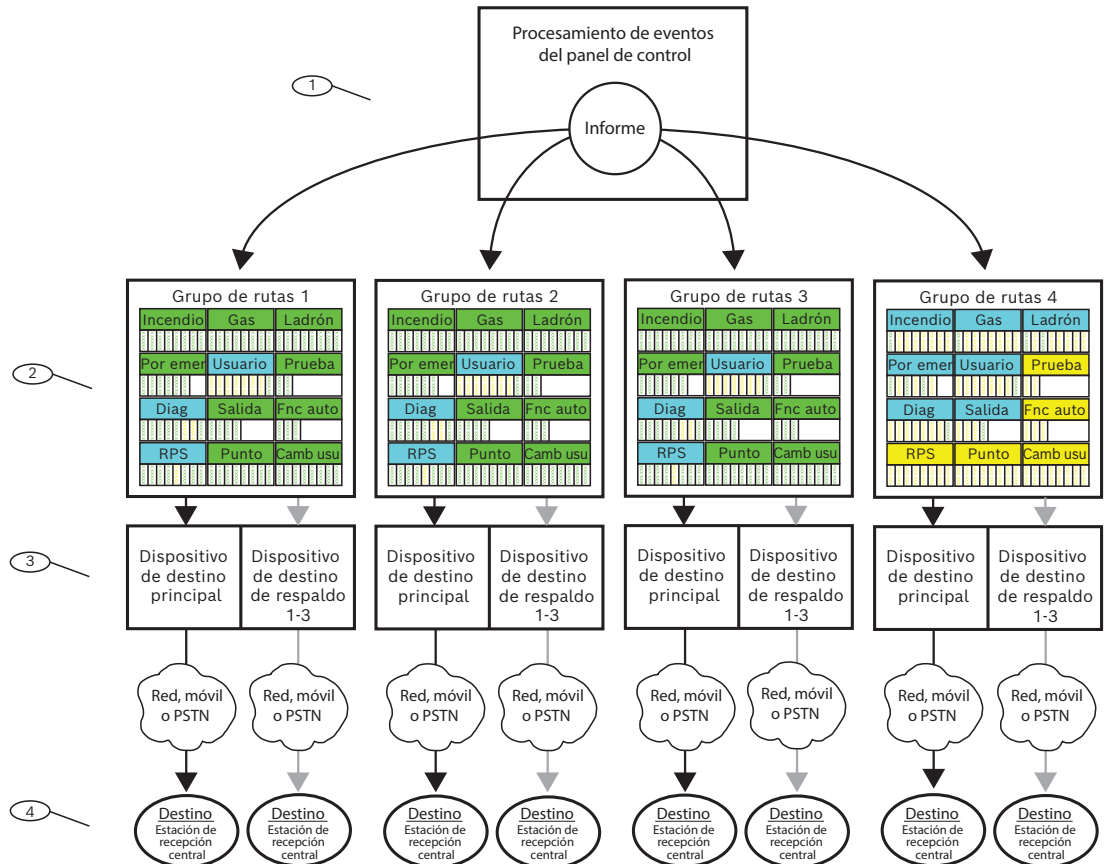 Procesamiento de eventos
del panel de control
1
Informe
Grupo de rutas 1
Incendio Gas Ladrón
Por emer Usuario Prueba
Diag Salida Fnc auto
RPS Punto Camb usu
Grupo de rutas 2
Incendio Gas Ladrón
Por emer Usuario Prueba
Diag Salida Fnc auto
RPS Punto Camb usu
Grupo de rutas 3
Incendio Gas Ladrón
Por emer Usuario Prueba
Diag Salida Fnc auto
RPS Punto Camb usu
Grupo de rutas 4
Incendio Gas Ladrón
Por emer Usuario Prueba
Diag Salida Fnc auto
RPS Punto Camb usu
2
3
Dispositivo
de destino
principal
Dispositivo
de destino
de respaldo
1-3
Dispositivo
de destino
principal
Dispositivo
de destino
de respaldo
1-3
Dispositivo
de destino
principal
Dispositivo
de destino
de respaldo
1-3
Dispositivo
de destino
principal
Dispositivo
de destino
de respaldo
1-3
Red, móvil
o PSTN
Red, móvil
o PSTN
Red, móvil
o PSTN
Red, móvil
o PSTN
Red, móvil
o PSTN
Red, móvil
o PSTN
Red, móvil
o PSTN
Red, móvil
o PSTN
4
Destino
Estación de
recepción
central
Destino
Estación de
recepción
central
Destino
Estación de
recepción
central
Destino
Estación de
recepción
central
Destino
Estación de
recepción
central
Destino
Estación de
recepción
central
Destino
Estación de
recepción
central
Destino
Estación de
recepción
central